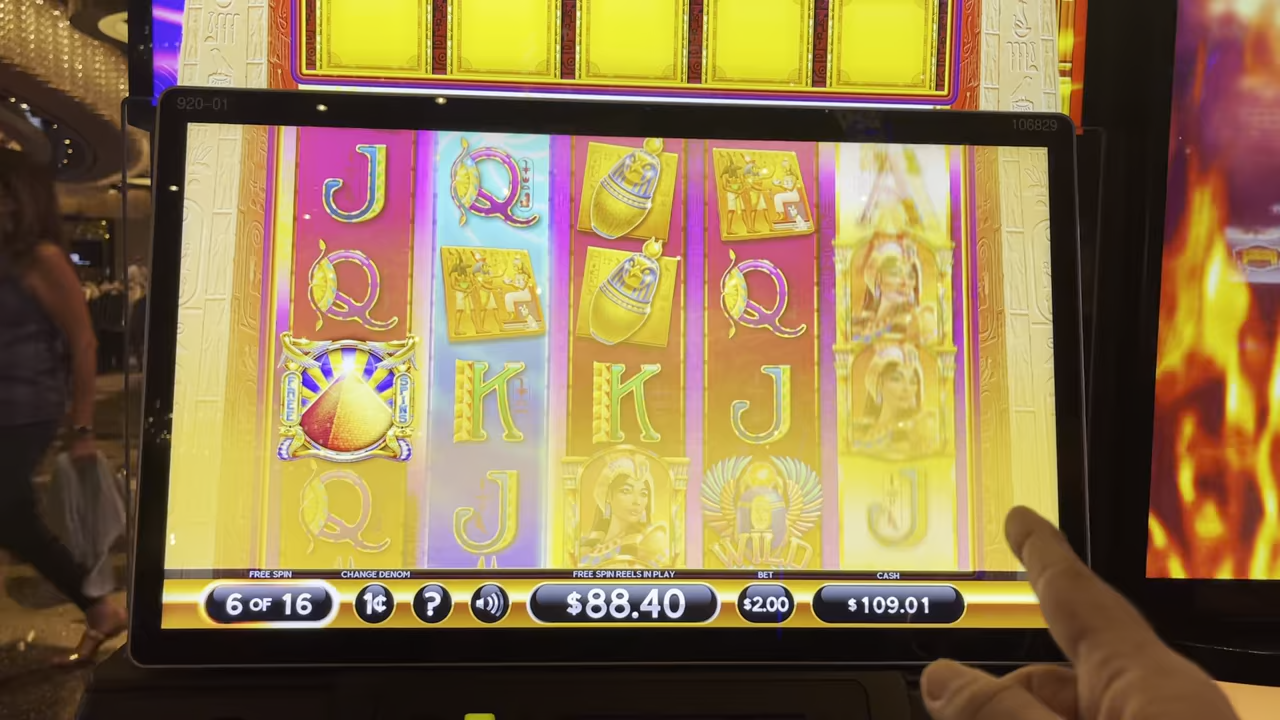 920-01
106829
J
Q
Q
K
K
Q
J
FREE SPINS
Q
J
WILD
J
FREE SPIN
CHANGE DENOM
FREE SPIN REELS IN PLAY
BET
CASH
6 OF 16
1¢
?
$88.40
$2.00
$109.01